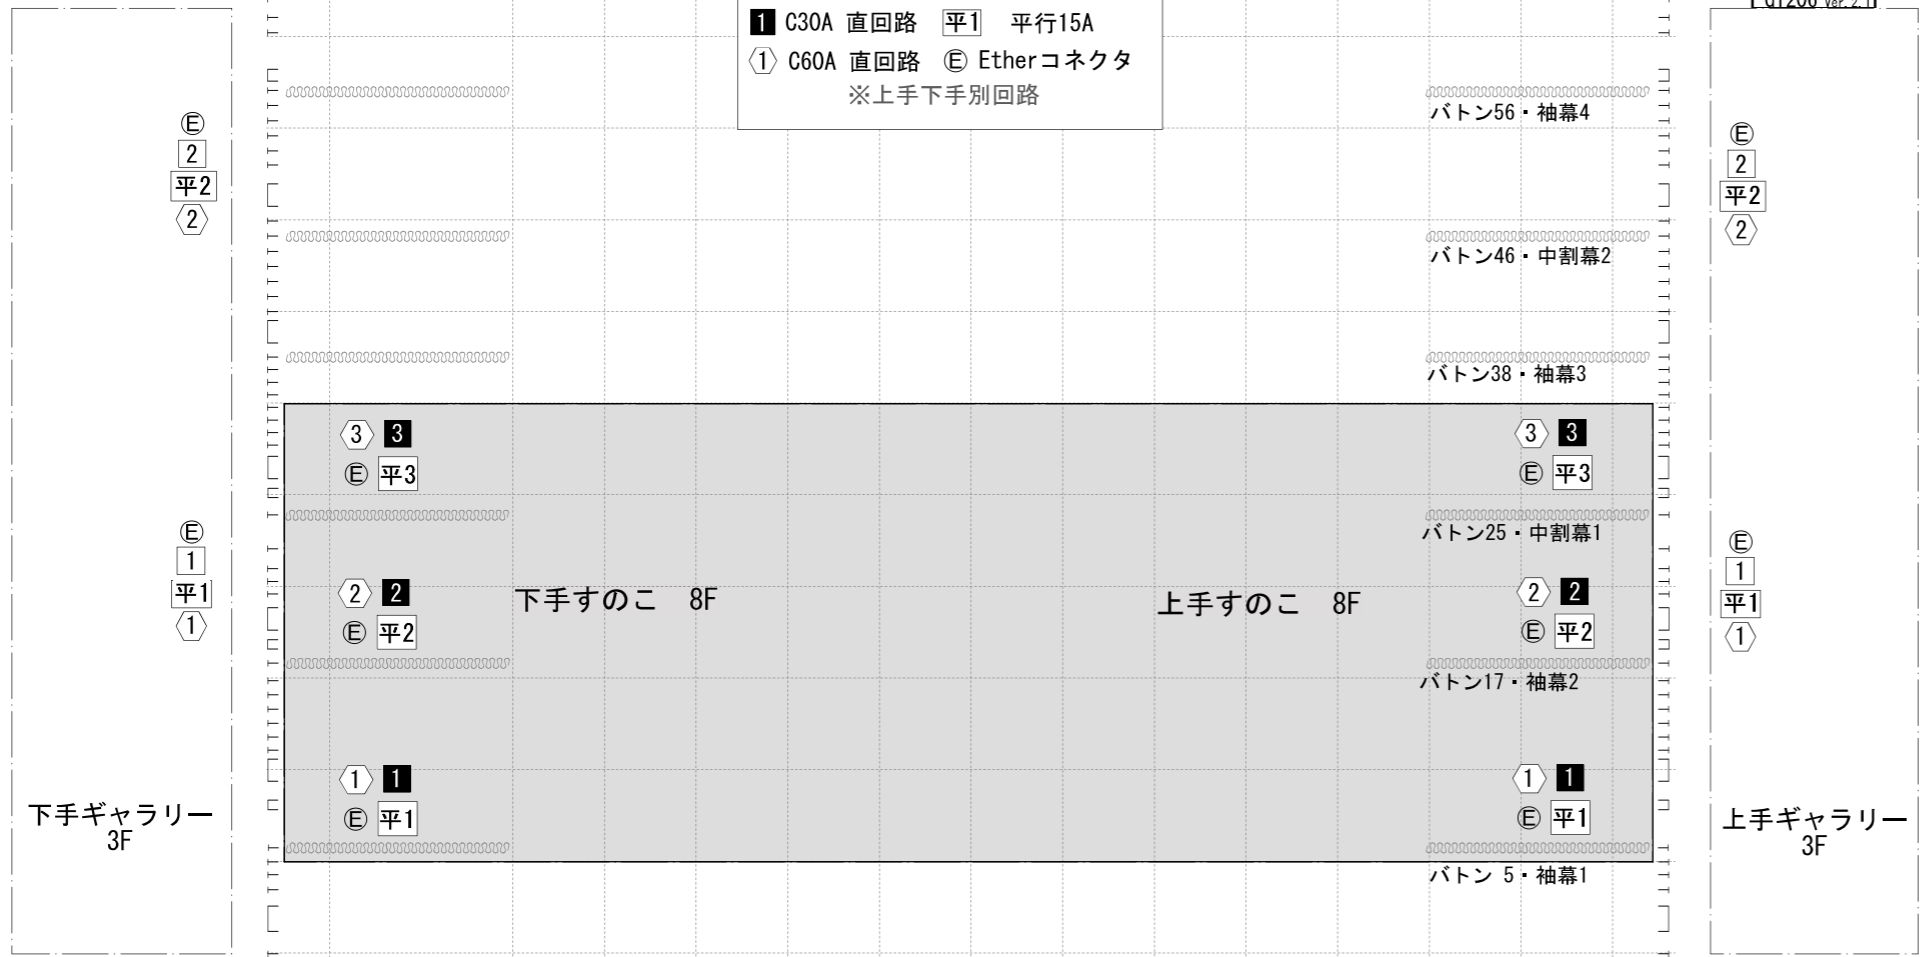 1 C30A 直回路 平1 平行15A
1 C60A 直回路 Ⓔ Etherコネクタ
※上手下手別回路
Ⓔ
2
平2
2
バトン56・袖幕4
Ⓔ
2
平2
2
バトン46・中割幕2
バトン38・袖幕3
3 3
Ⓔ 平3
3 3
Ⓔ 平3
バトン25・中割幕1
Ⓔ
1
平1
1
2 2
Ⓔ 平2
下手すのこ 8F
上手すのこ 8F
2 2
Ⓔ 平2
Ⓔ
1
平1
1
バトン17・袖幕2
1 1
Ⓔ 平1
1 1
Ⓔ 平1
バトン 5・袖幕1
下手ギャラリー
3F
上手ギャラリー
3F